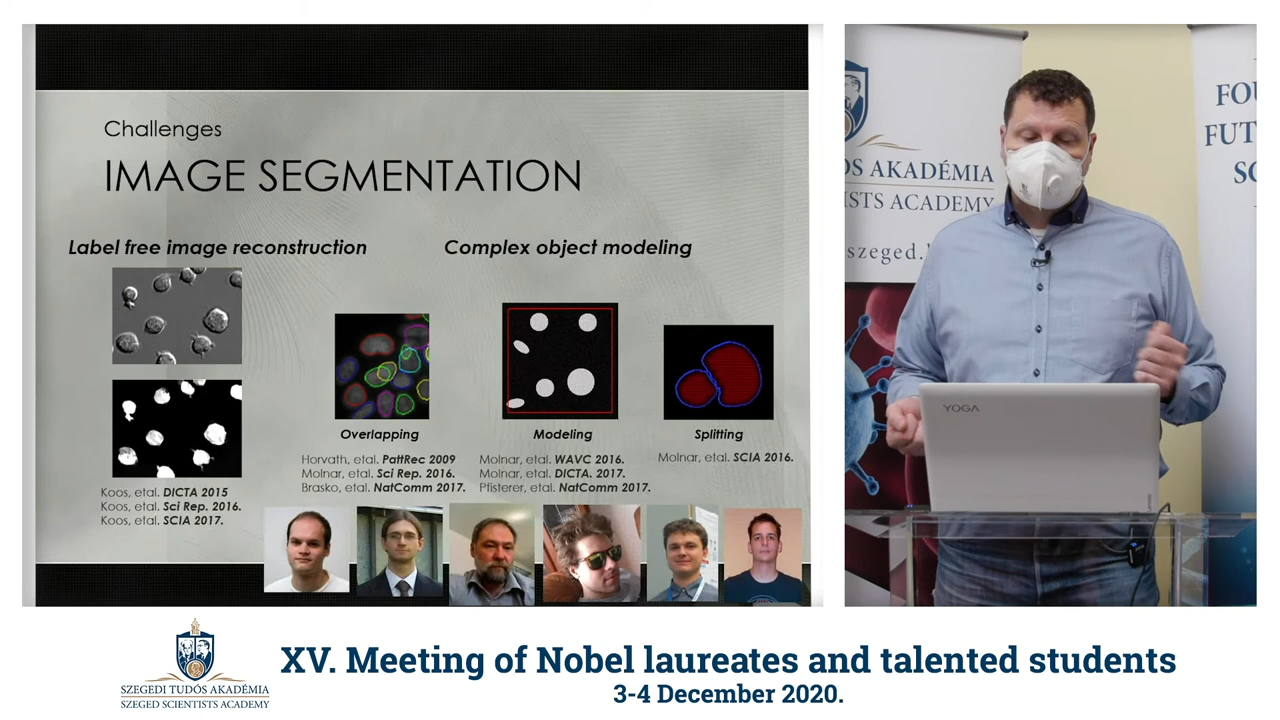 Challenges
IMAGE SEGMENTATION
Label free image reconstruction
Complex object modeling
Overlapping
Modeling
Splitting
Horvath, etal. PattRec 2009
Molnar, etal. Sci Rep. 2016.
Brasko, etal. NatComm 2017.
Molnar, etal. WAVC 2016.
Molnar, etal. DICTA. 2017.
Pfisterer, etal. NatComm 2017.
Molnar, etal. SCIA 2016.
Koos, etal. DICTA 2015
Koos, etal. Sci Rep. 2016.
Koos, etal. SCIA 2017.
OS AKADÉMIA
ISTS ACADEMY
szeged.
FOU
FUT
SC
YOGA
SZEGEDI TUDÓS AKADÉMIA
SZEGED SCIENTISTS ACADEMY
XV. Meeting of Nobel laureates and talented students
3-4 December 2020.